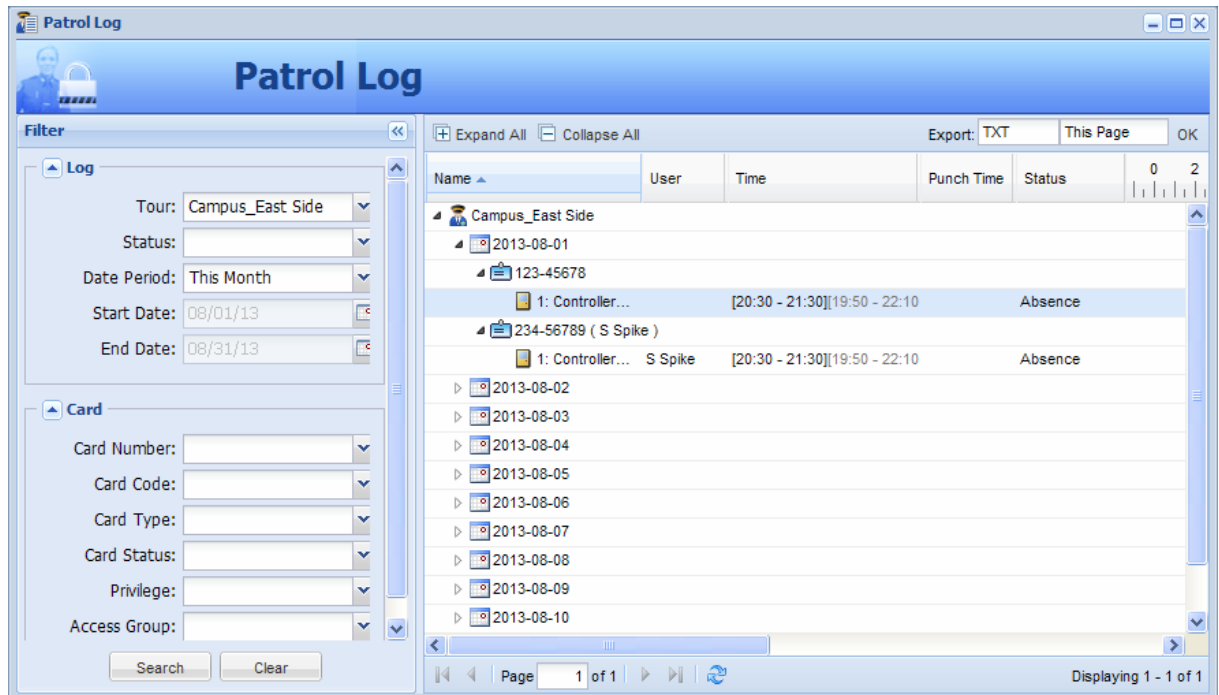 Patrol Log
Patrol Log
Filter
Log
Tour: Campus_East Side
Status:
Date Period: This Month
Start Date: 08/01/13
End Date: 08/31/13
Card
Card Number:
Card Code:
Card Type:
Card Status:
Privilege:
Access Group:
Search Clear
Expand All Collapse All Export: TXT This Page OK
Name User Time Punch Time Status 0 2
Campus_East Side
2013-08-01
123-45678
1: Controller... [20:30 - 21:30][19:50 - 22:10 Absence
234-56789 ( S Spike )
1: Controller... S Spike [20:30 - 21:30][19:50 - 22:10 Absence
2013-08-02
2013-08-03
2013-08-04
2013-08-05
2013-08-06
2013-08-07
2013-08-08
2013-08-09
2013-08-10
Page 1 of 1 Displaying 1 - 1 of 1